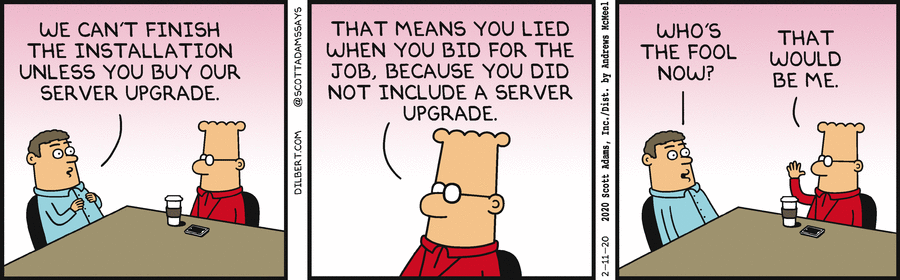 WE CAN'T FINISH
THE INSTALLATION
UNLESS YOU BUY OUR
SERVER UPGRADE.
DILBERT.COM @SCOTTADAMSSAYS
THAT MEANS YOU LIED
WHEN YOU BID FOR THE
JOB, BECAUSE YOU DID
NOT INCLUDE A SERVER
UPGRADE.
2-11-20 2020 Scott Adams, Inc./Dist. by Andrews McMeel
WHO'S
THE FOOL
NOW?
THAT
WOULD
BE ME.